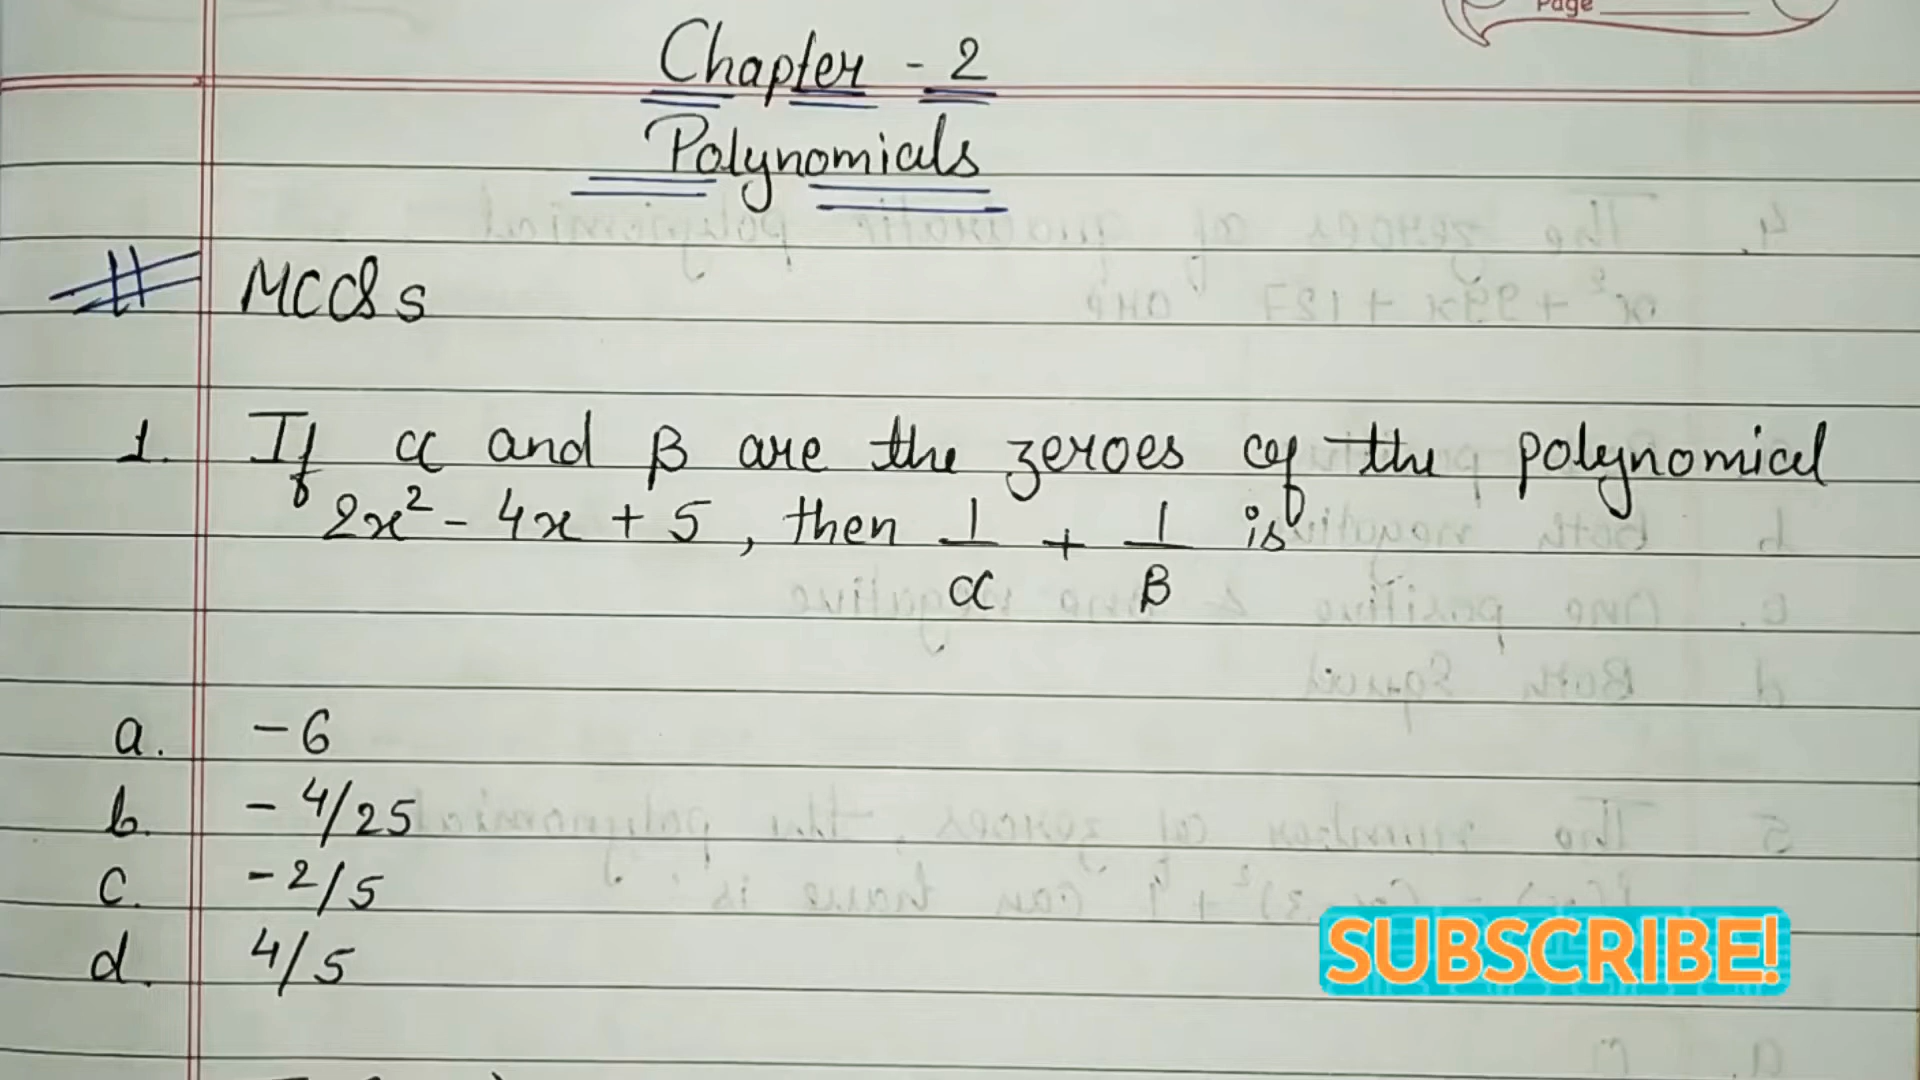 Page
Chapter - 2
Polynomials
# MCQs
1. If α and β are the zeroes of the polynomial
2x² - 4x + 5, then 1/α + 1/β is
a. -6
b. -4/25
c. -2/5
d. 4/5
SUBSCRIBE!